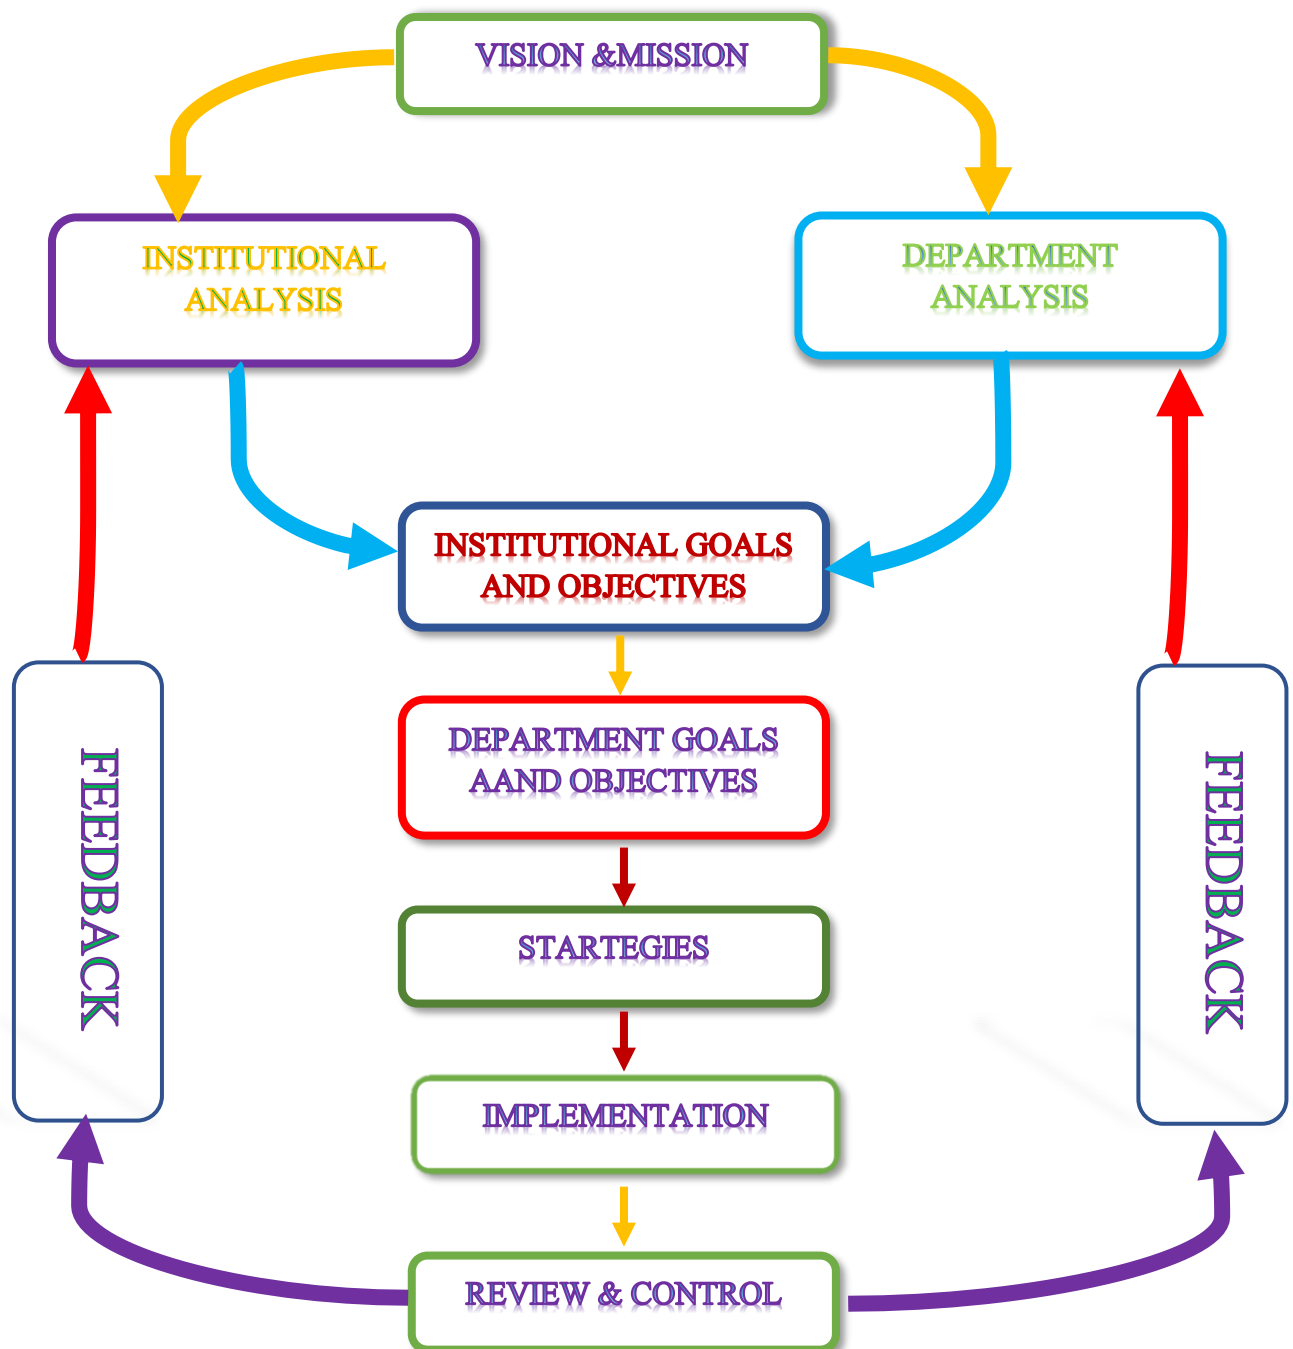 VISION &MISSION
INSTITUTIONAL
ANALYSIS
DEPARTMENT
ANALYSIS
INSTITUTIONAL GOALS
AND OBJECTIVES
DEPARTMENT GOALS
AAND OBJECTIVES
STARTEGIES
IMPLEMENTATION
REVIEW & CONTROL
FEEDBACK
FEEDBACK